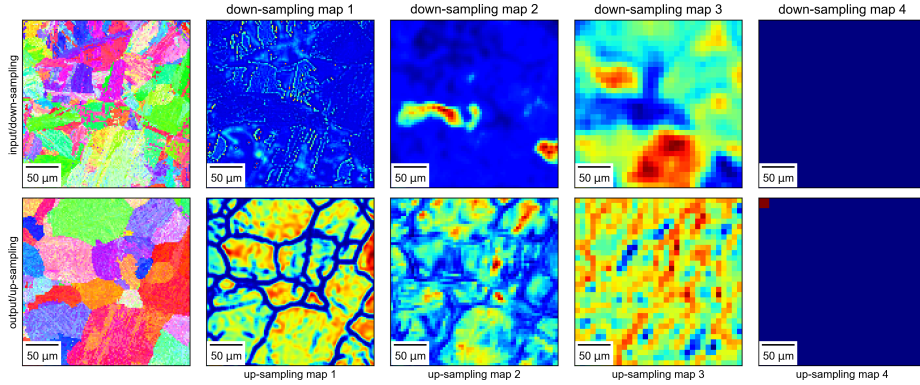 down-sampling map 1
down-sampling map 2
down-sampling map 3
down-sampling map 4
input/down-sampling
50 µm
50 µm
50 µm
50 µm
50 µm
output/up-sampling
50 µm
50 µm
50 µm
50 µm
50 µm
up-sampling map 1
up-sampling map 2
up-sampling map 3
up-sampling map 4